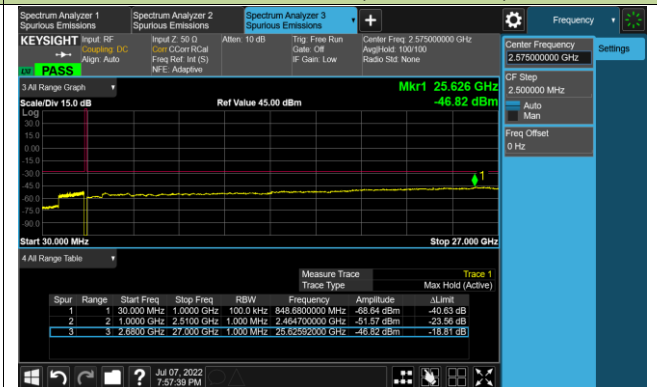 Spectrum Analyzer 1
Spurious Emissions
Spectrum Analyzer 2
Spurious Emissions
Spectrum Analyzer 3
Spurious Emissions
+
Frequency
KEYSIGHT
Input: RF
Coupling: DC
Align: Auto
Input Z: 50 Ω
Corr CCorr RCal
Freq Ref: Int (S)
NFE: Adaptive
Atten: 10 dB
Trig: Free Run
Gate: Off
IF Gain: Low
Center Freq: 2.575000000 GHz
Avg|Hold: 100/100
Radio Std: None
PASS
Center Frequency
2.575000000 GHz
Settings
CF Step
2.500000 MHz
Auto
Man
Freq Offset
0 Hz
3 All Range Graph
Mkr1 25.626 GHz
Scale/Div 15.0 dB
Ref Value 45.00 dBm
-46.82 dBm
Log
30.0
15.0
0.00
-15.0
-30.0
-45.0
-60.0
-75.0
-90.0
1
Start 30.000 MHz
Stop 27.000 GHz
4 All Range Table
Measure Trace Trace 1
Trace Type Max Hold (Active)
Spur Range Start Freq Stop Freq RBW Frequency Amplitude ΔLimit
1 1 30.000 MHz 1.0000 GHz 100.0 kHz 848.6800000 MHz -68.64 dBm -40.63 dB
2 2 1.0000 GHz 2.5100 GHz 1.000 MHz 2.464700000 GHz -51.57 dBm -23.56 dB
3 3 2.6800 GHz 27.000 GHz 1.000 MHz 25.62592000 GHz -46.82 dBm -18.81 dB
?
Jul 07, 2022
7:57:39 PM